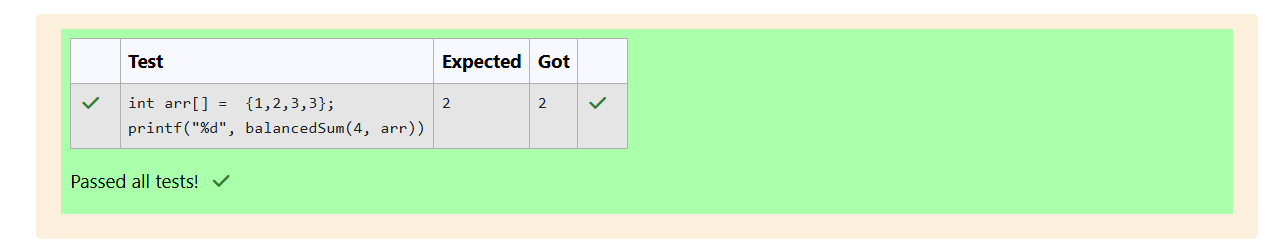 Test Expected Got
int arr[] =  {1,2,3,3}; 2 2
printf("%d", balancedSum(4, arr))
Passed all tests!